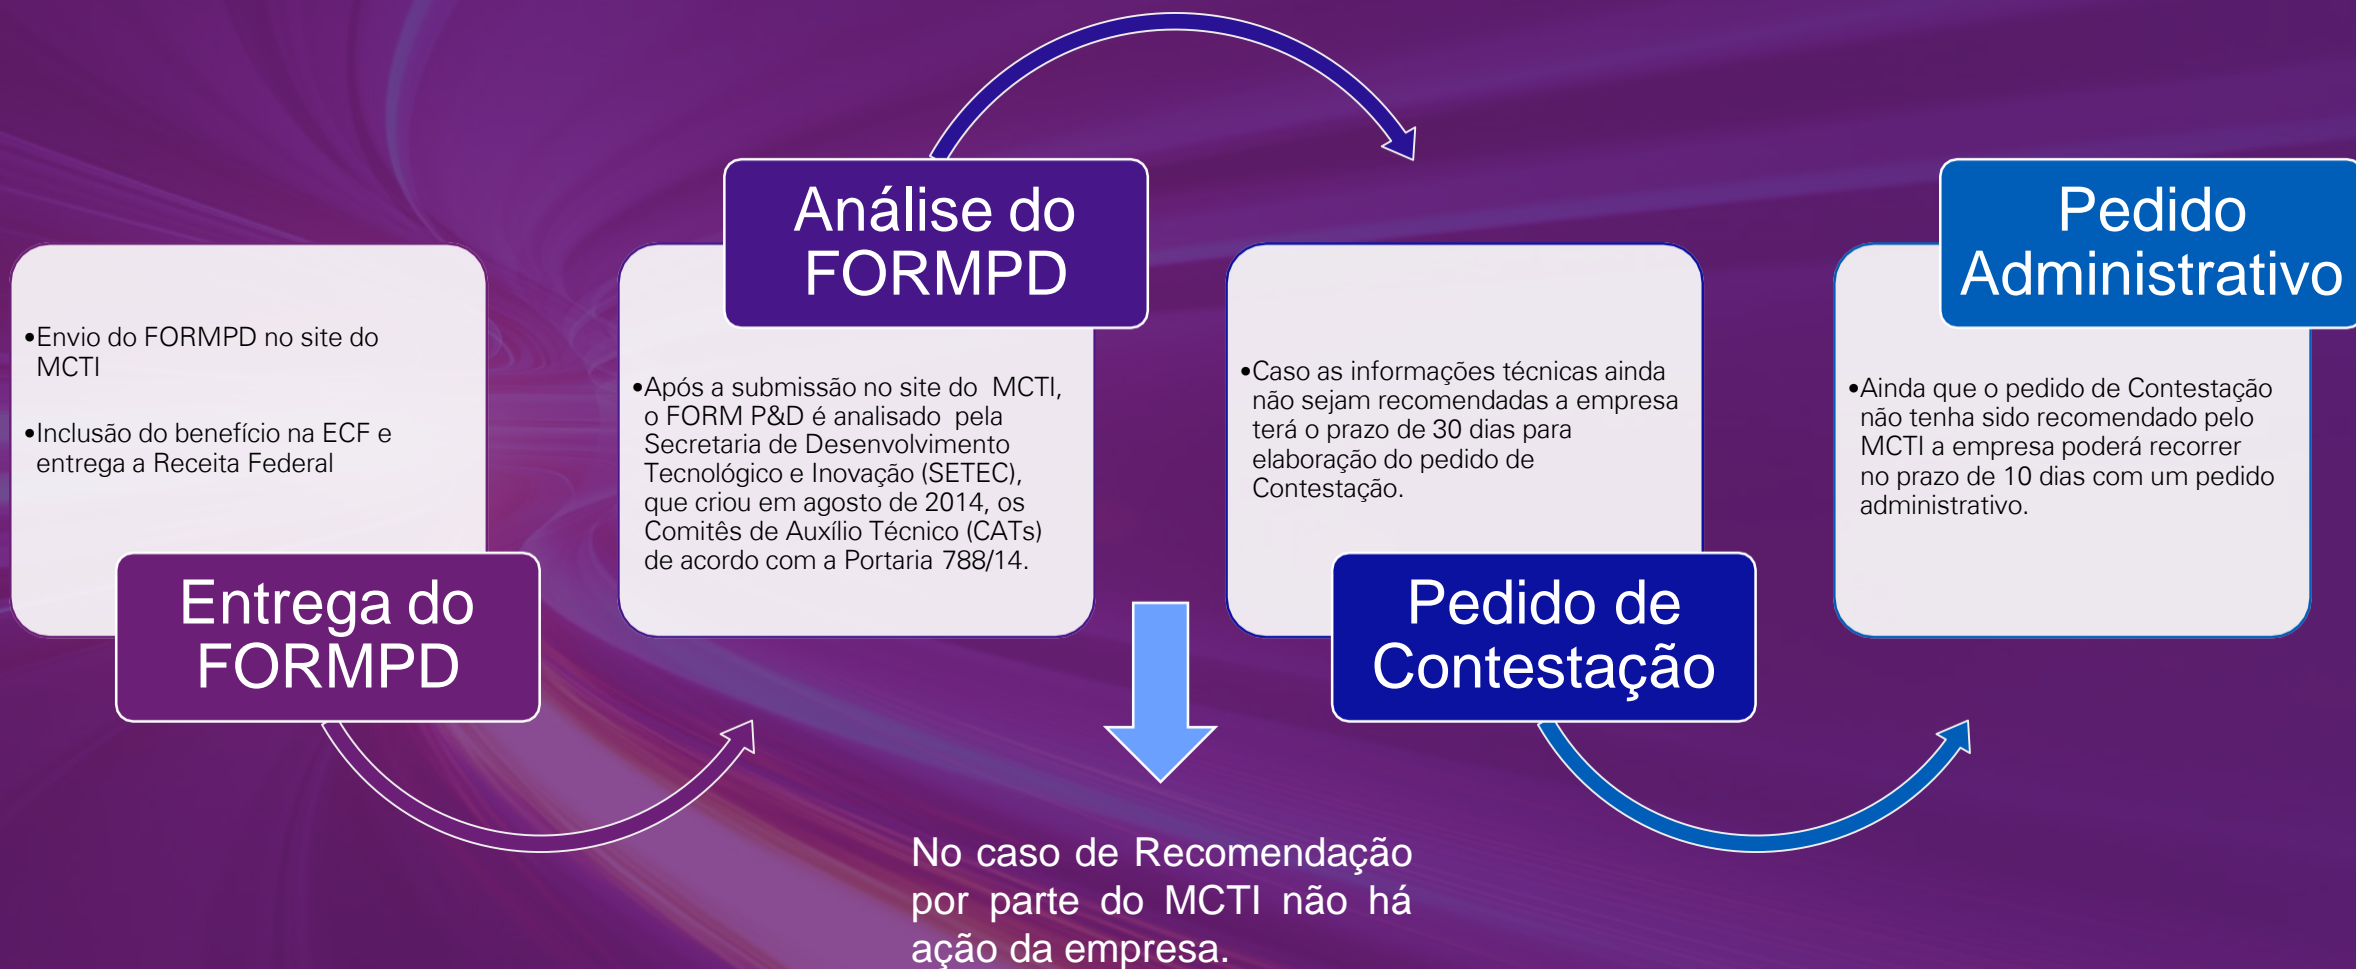 •Envio do FORMPD no site do
MCTI
•Inclusão do benefício na ECF e
entrega a Receita Federal
Entrega do
FORMPD
Análise do
FORMPD
•Após a submissão no site do MCTI,
o FORM P&D é analisado pela
Secretaria de Desenvolvimento
Tecnológico e Inovação (SETEC),
que criou em agosto de 2014, os
Comitês de Auxílio Técnico (CATs)
de acordo com a Portaria 788/14.
No caso de Recomendação
por parte do MCTI não há
ação da empresa.
•Caso as informações técnicas ainda
não sejam recomendadas a empresa
terá o prazo de 30 dias para
elaboração do pedido de
Contestação.
Pedido de
Contestação
Pedido
Administrativo
•Ainda que o pedido de Contestação
não tenha sido recomendado pelo
MCTI a empresa poderá recorrer
no prazo de 10 dias com um pedido
administrativo.